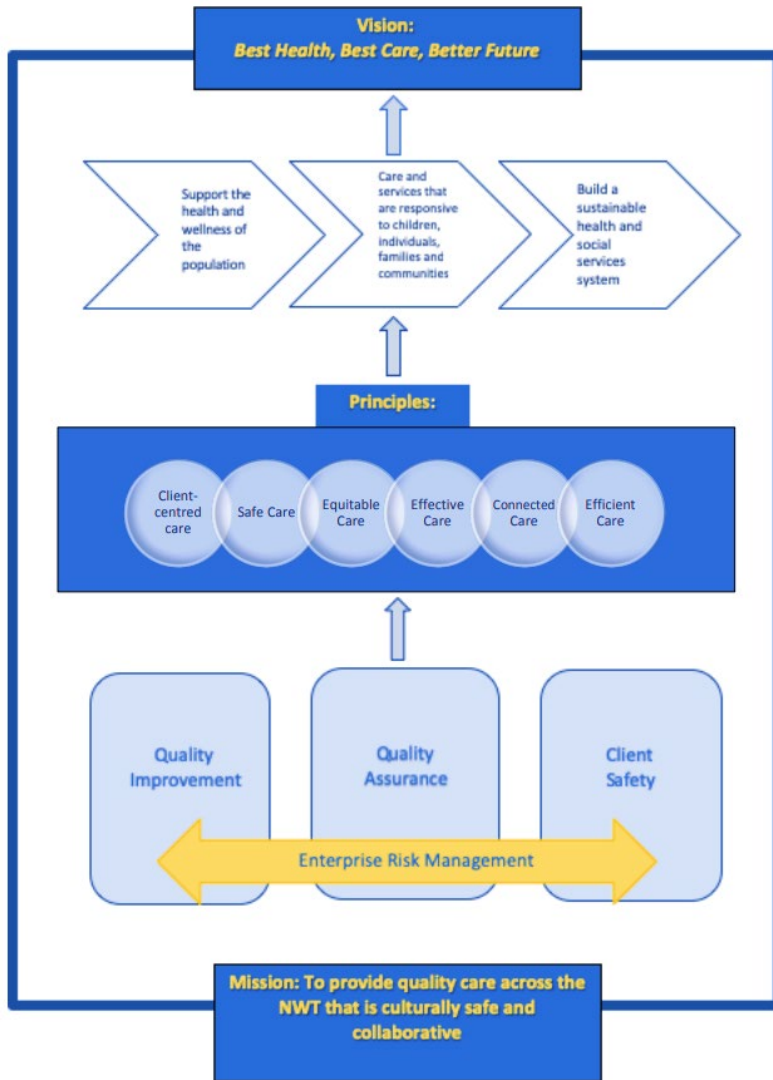 Vision:
Best Health, Best Care, Better Future
Support the
health and
wellness of
the
population
Care and
services that
are responsive
to children,
individuals,
families and
communities
Build a
sustainable
health and
social
services
system
Principles:
Client-
centred
care
Safe Care
Equitable
Care
Effective
Care
Connected
Care
Efficient
Care
Quality
Improvement
Quality
Assurance
Client
Safety
Enterprise Risk Management
Mission: To provide quality care across the
NWT that is culturally safe and
collaborative